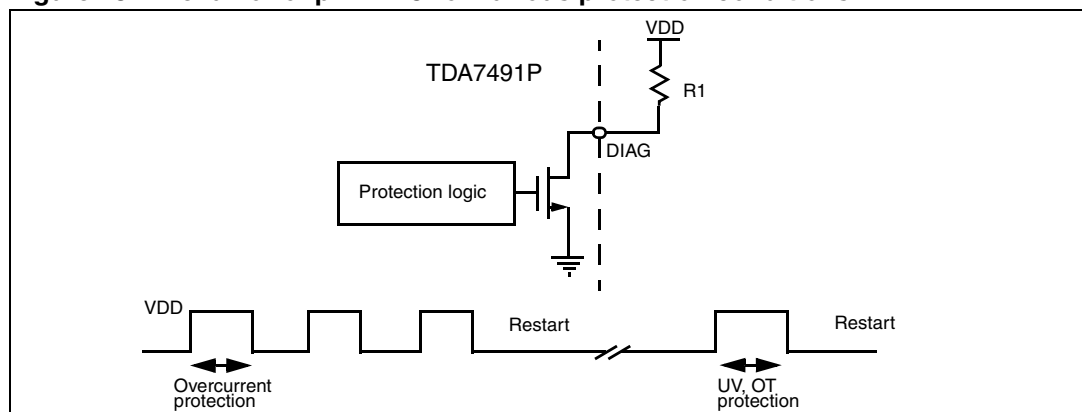 VDD
TDA7491P
R1
DIAG
Protection logic
VDD
Restart
Restart
Overcurrent
protection
UV, OT
protection